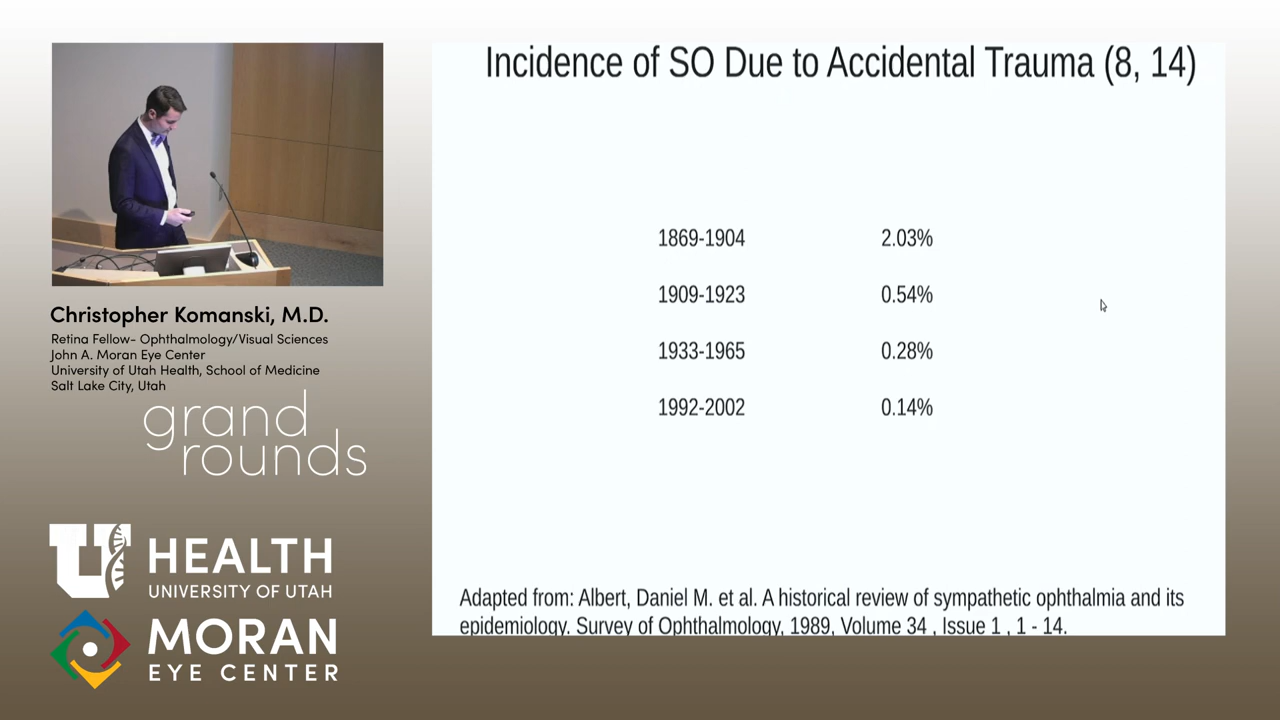 Incidence of SO Due to Accidental Trauma (8, 14)
1869-1904 2.03%
1909-1923 0.54%
1933-1965 0.28%
1992-2002 0.14%
Adapted from: Albert, Daniel M. et al. A historical review of sympathetic ophthalmia and its
epidemiology. Survey of Ophthalmology, 1989, Volume 34 , Issue 1 , 1 - 14.
Christopher Komanski, M.D.
Retina Fellow- Ophthalmology/Visual Sciences
John A. Moran Eye Center
University of Utah Health, School of Medicine
Salt Lake City, Utah
grand
rounds
U HEALTH
UNIVERSITY OF UTAH
MORAN
EYE CENTER